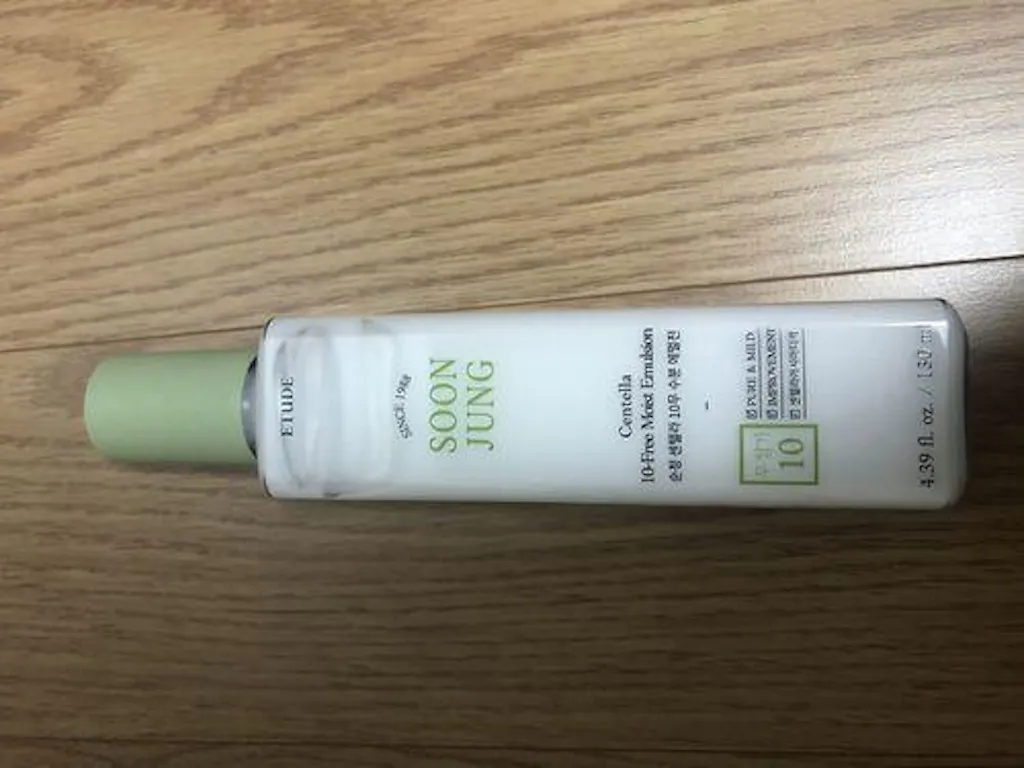 ETUDE
SINCE 1988
SOON
JUNG
Centella
10-Free Moist Emulsion
순정 센텔라 10무 수분 에멀전
PURE & MILD
IMPROVEMENT
10
4.39 fl. oz. / 130 m